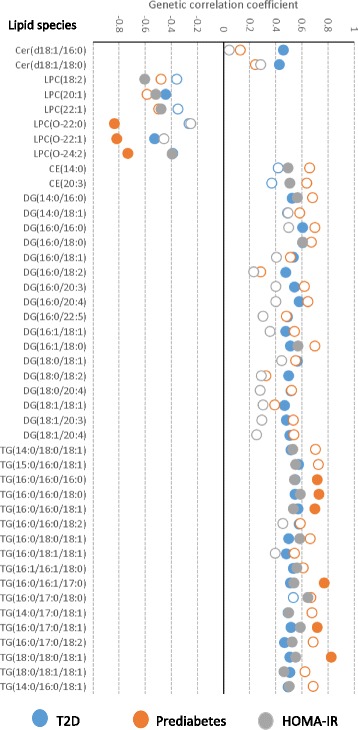 Genetic correlation coefficient
Lipid species
-0.8 -0.6 -0.4 -0.2 0 0.2 0.4 0.6 0.8 1
Cer(d18:1/16:0)
Cer(d18:1/18:0)
LPC(18:2)
LPC(20:1)
LPC(22:1)
LPC(O-22:0)
LPC(O-22:1)
LPC(O-24:2)
CE(14:0)
CE(20:3)
DG(14:0/16:0)
DG(14:0/18:1)
DG(16:0/16:0)
DG(16:0/18:0)
DG(16:0/18:1)
DG(16:0/18:2)
DG(16:0/20:3)
DG(16:0/20:4)
DG(16:0/22:5)
DG(16:1/18:1)
DG(16:1/18:0)
DG(18:0/18:1)
DG(18:0/18:2)
DG(18:0/20:4)
DG(18:1/18:1)
DG(18:1/20:3)
DG(18:1/20:4)
TG(14:0/18:0/18:1)
TG(15:0/16:0/18:1)
TG(16:0/16:0/16:0)
TG(16:0/16:0/18:0)
TG(16:0/16:0/18:1)
TG(16:0/16:0/18:2)
TG(16:0/18:0/18:1)
TG(16:0/18:1/18:1)
TG(16:1/16:1/18:0)
TG(16:0/16:1/17:0)
TG(16:0/17:0/18:0)
TG(14:0/17:0/18:1)
TG(16:0/17:0/18:1)
TG(16:0/17:0/18:2)
TG(18:0/18:0/18:1)
TG(18:0/18:1/18:1)
TG(14:0/16:0/18:1)
T2D Prediabetes HOMA-IR